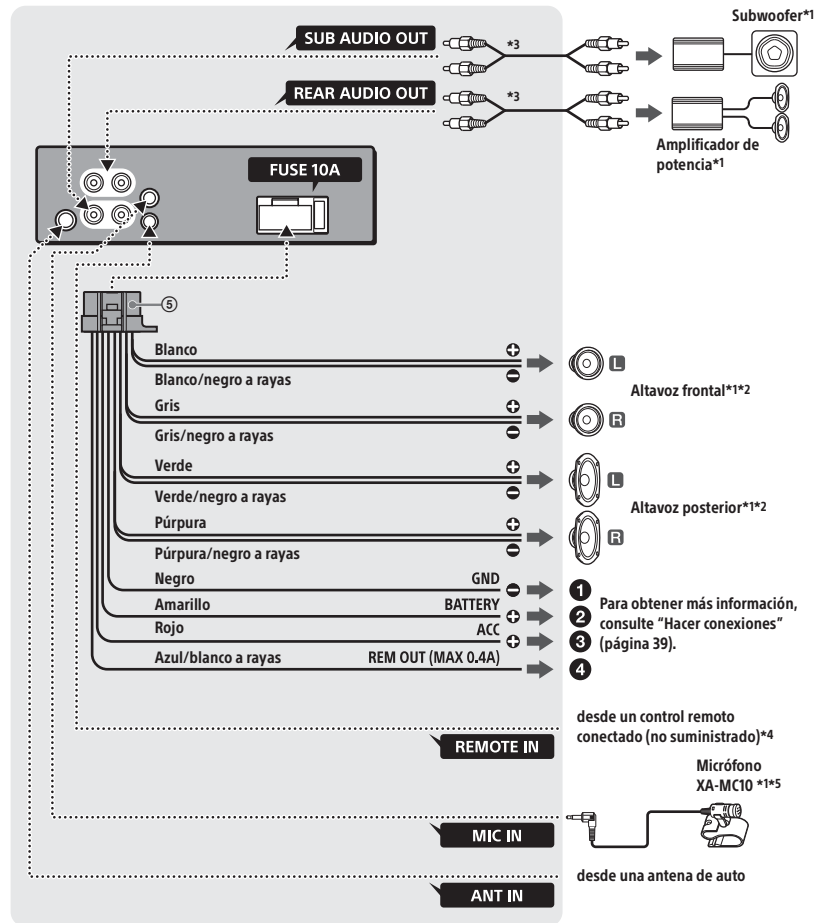 Subwoofer*1
SUB AUDIO OUT
*3
REAR AUDIO OUT
*3
Amplificador de
potencia*1
FUSE 10A
5
Blanco
Blanco/negro a rayas
L
Gris
Gris/negro a rayas
R
Altavoz frontal*1*2
Verde
Verde/negro a rayas
L
Púrpura
Púrpura/negro a rayas
R
Altavoz posterior*1*2
Negro GND 1
Amarillo BATTERY 2
Rojo ACC 3
Azul/blanco a rayas REM OUT (MAX 0.4A) 4
Para obtener más información,
consulte “Hacer conexiones”
(página 39).
desde un control remoto
conectado (no suministrado)*4
REMOTE IN
Micrófono
XA-MC10 *1*5
MIC IN
desde una antena de auto
ANT IN